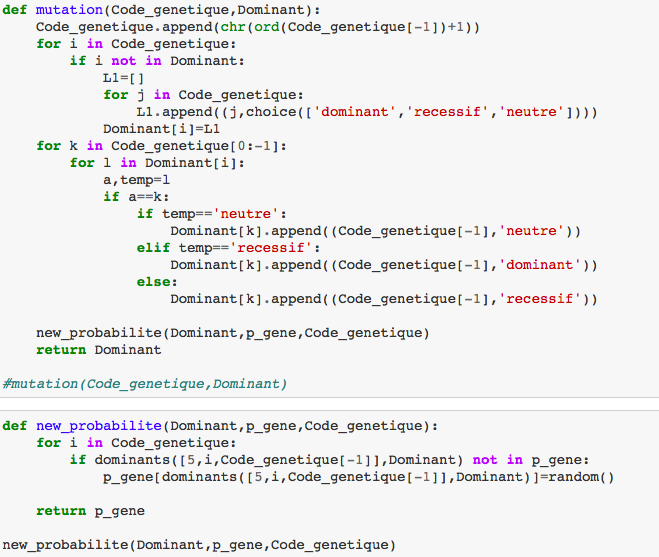 def mutation(Code_genetique,Dominant):
    Code_genetique.append(chr(ord(Code_genetique[-1])+1))
    for i in Code_genetique:
        if i not in Dominant:
            L1=[]
            for j in Code_genetique:
                L1.append((j,choice(['dominant','recessif','neutre'])))
            Dominant[i]=L1
    for k in Code_genetique[0:-1]:
        for l in Dominant[i]:
            a,temp=l
            if a==k:
                if temp=='neutre':
                    Dominant[k].append((Code_genetique[-1],'neutre'))
                elif temp=='recessif':
                    Dominant[k].append((Code_genetique[-1],'dominant'))
                else:
                    Dominant[k].append((Code_genetique[-1],'recessif'))
    new_probabilite(Dominant,p_gene,Code_genetique)
    return Dominant
#mutation(Code_genetique,Dominant)
def new_probabilite(Dominant,p_gene,Code_genetique):
    for i in Code_genetique:
        if dominants([5,i,Code_genetique[-1]],Dominant) not in p_gene:
            p_gene[dominants([5,i,Code_genetique[-1]],Dominant)]=random()
    return p_gene
new_probabilite(Dominant,p_gene,Code_genetique)